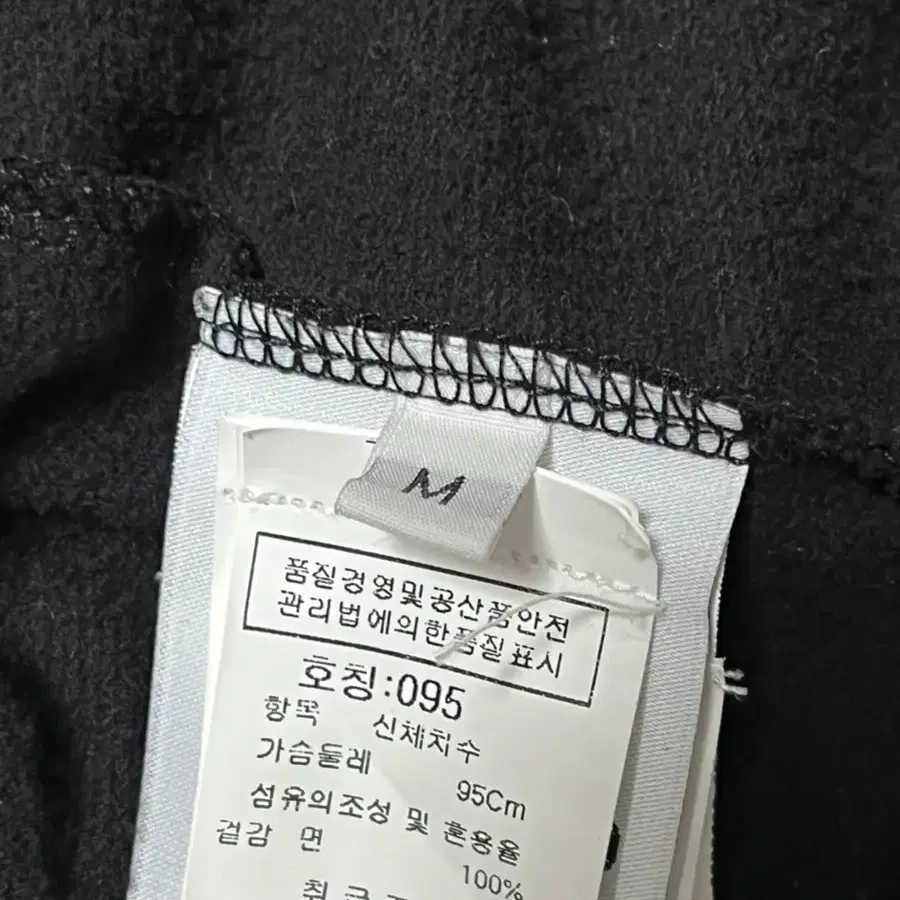 M
품질경영및공산품안전
관리법에의한품질표시
호칭:095
항목 신체치수
가슴둘레 95Cm
섬유의조성 및 혼용율
겉감 면 100%
취급